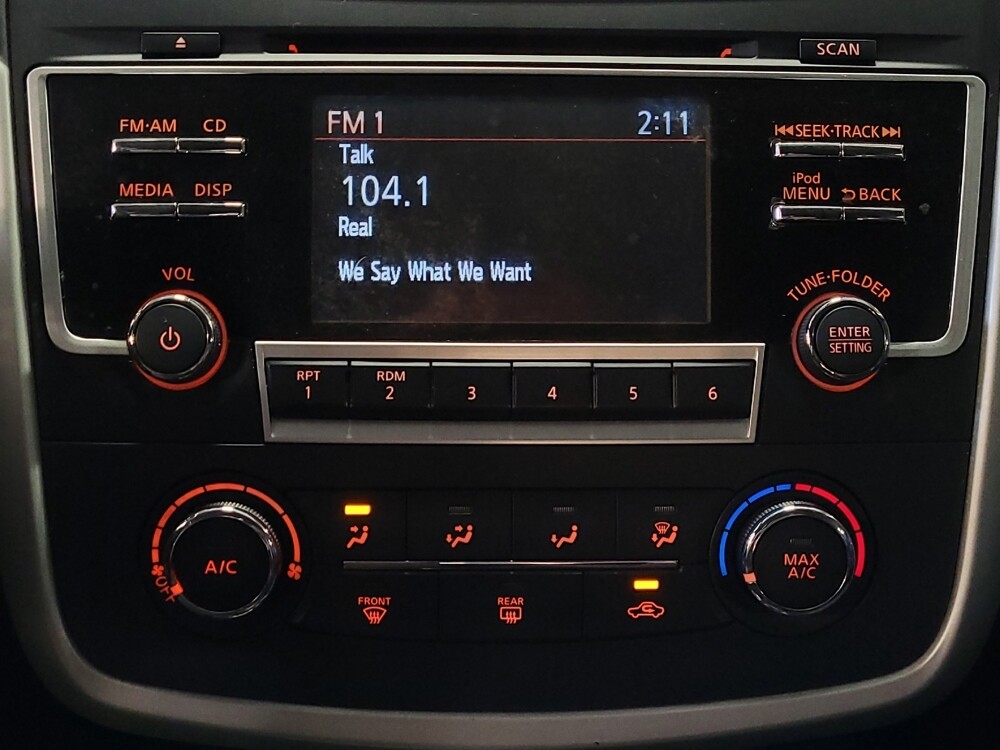 SCAN
FM·AM CD
MEDIA DISP
VOL
FM 1 2:11
Talk
104.1
Real
We Say What We Want
SEEK·TRACK
iPod
MENU BACK
TUNE·FOLDER
ENTER
SETTING
RPT RDM
1 2 3 4 5 6
OFF
A/C
MAX
A/C
FRONT REAR